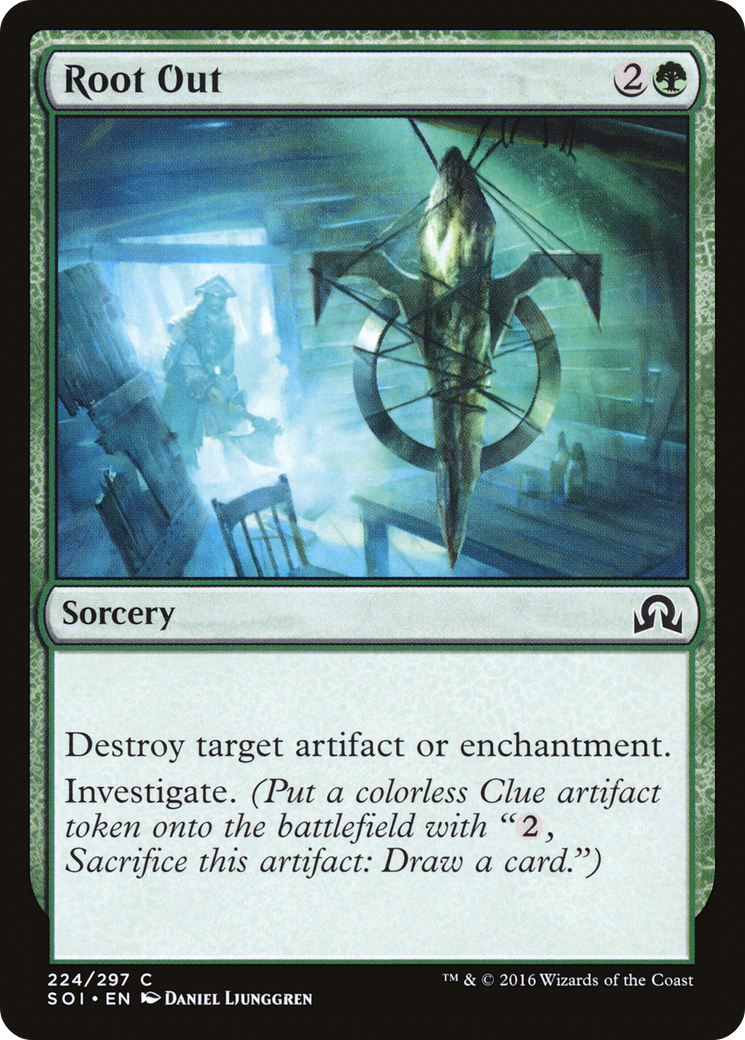 Root Out 2
Sorcery
Destroy target artifact or enchantment.
Investigate. (Put a colorless Clue artifact
token onto the battlefield with “2,
Sacrifice this artifact: Draw a card.”)
224/297 C
SOI • EN Daniel Ljunggren
™ & © 2016 Wizards of the Coast